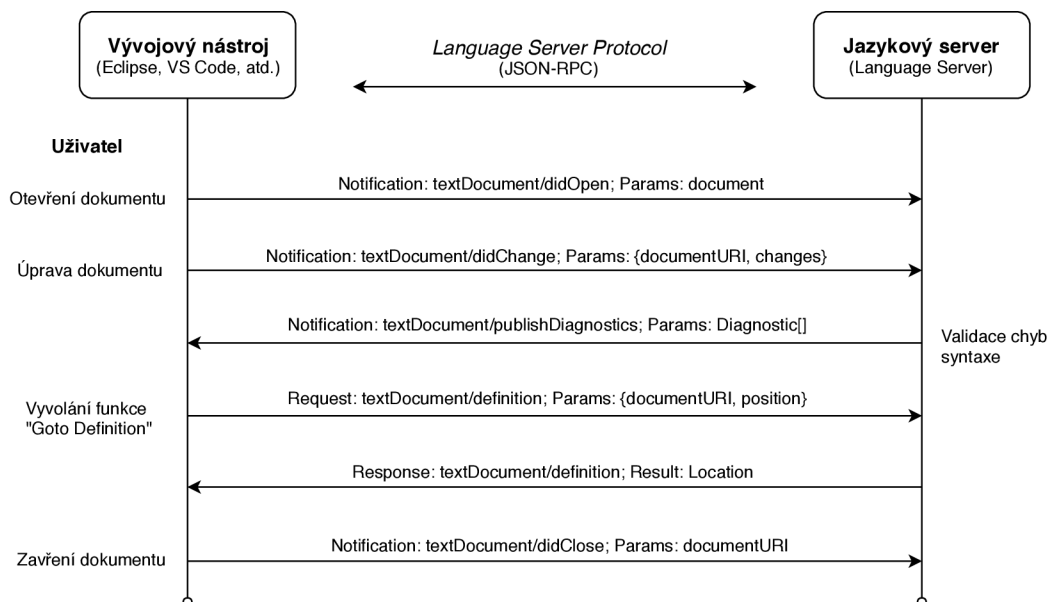 Vývojový nástroj
(Eclipse, VS Code, atd.)
Language Server Protocol
(JSON-RPC)
Jazykový server
(Language Server)
Uživatel
Otevření dokumentu
Notification: textDocument/didOpen; Params: document
Úprava dokumentu
Notification: textDocument/didChange; Params: {documentURI, changes}
Notification: textDocument/publishDiagnostics; Params: Diagnostic[]
Validace chyb
syntaxe
Vyvolání funkce
"Goto Definition"
Request: textDocument/definition; Params: {documentURI, position}
Response: textDocument/definition; Result: Location
Zavření dokumentu
Notification: textDocument/didClose; Params: documentURI